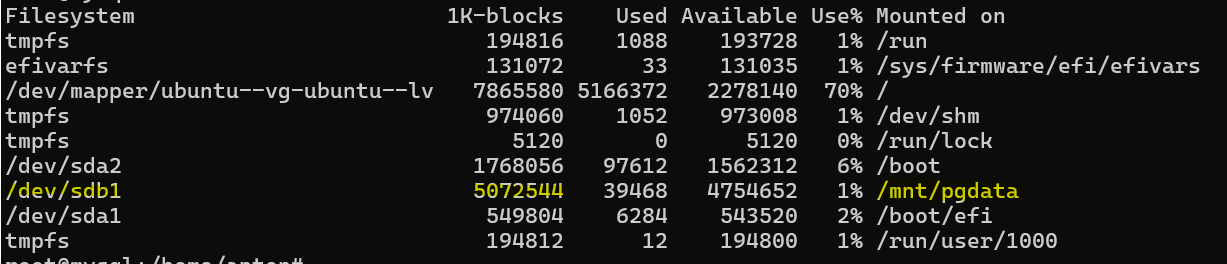 Filesystem                        1K-blocks    Used Available Use% Mounted on
tmpfs                                194816    1088    193728   1% /run
efivarfs                             131072      33    131035   1% /sys/firmware/efi/efivars
/dev/mapper/ubuntu--vg-ubuntu--lv   7865580 5166372   2278140  70% /
tmpfs                                974060    1052    973008   1% /dev/shm
tmpfs                                  5120       0      5120   0% /run/lock
/dev/sda2                           1768056   97612   1562312   6% /boot
/dev/sdb1                           5072544   39468   4754652   1% /mnt/pgdata
/dev/sda1                            549804    6284    543520   2% /boot/efi
tmpfs                                194812      12    194800   1% /run/user/1000